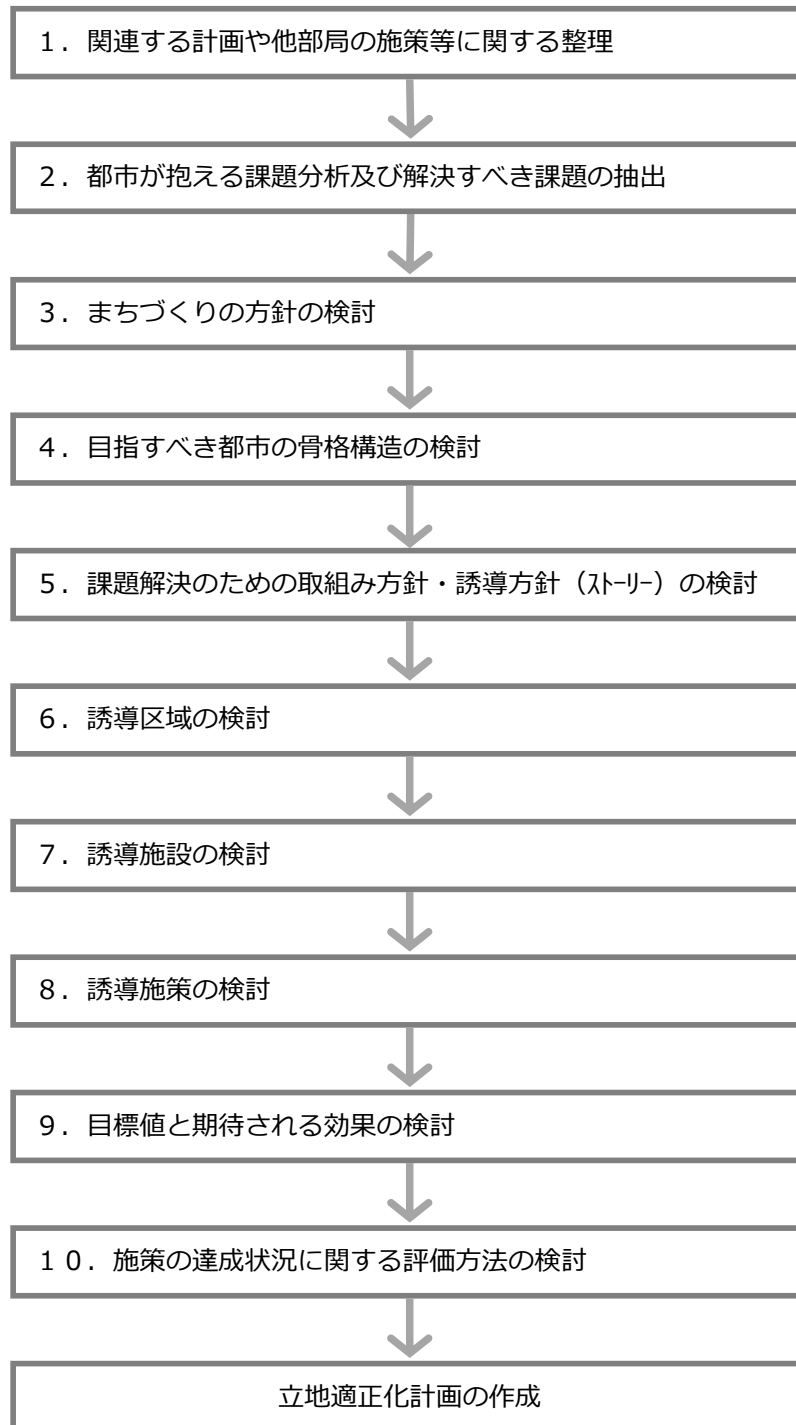 １．関連する計画や他部局の施策等に関する整理
２．都市が抱える課題分析及び解決すべき課題の抽出
３．まちづくりの方針の検討
４．目指すべき都市の骨格構造の検討
５．課題解決のための取組み方針・誘導方針（ｽﾄｰﾘｰ）の検討
６．誘導区域の検討
７．誘導施設の検討
８．誘導施策の検討
９．目標値と期待される効果の検討
１０．施策の達成状況に関する評価方法の検討
立地適正化計画の作成